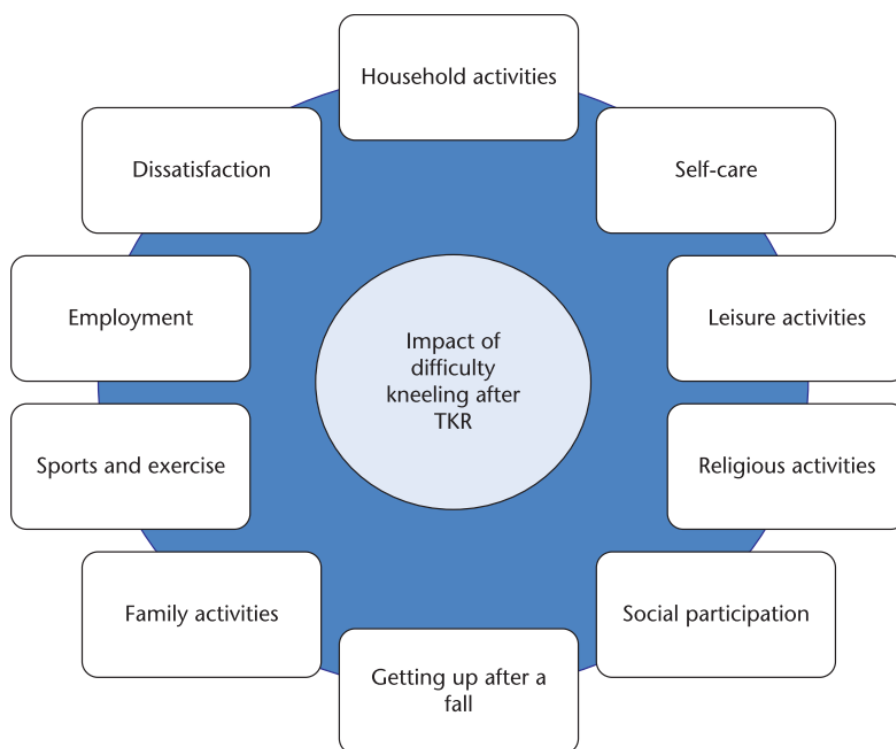 Household activities
Dissatisfaction
Self-care
Employment
Leisure activities
Impact of
difficulty
kneeling after
TKR
Sports and exercise
Religious activities
Family activities
Social participation
Getting up after a
fall